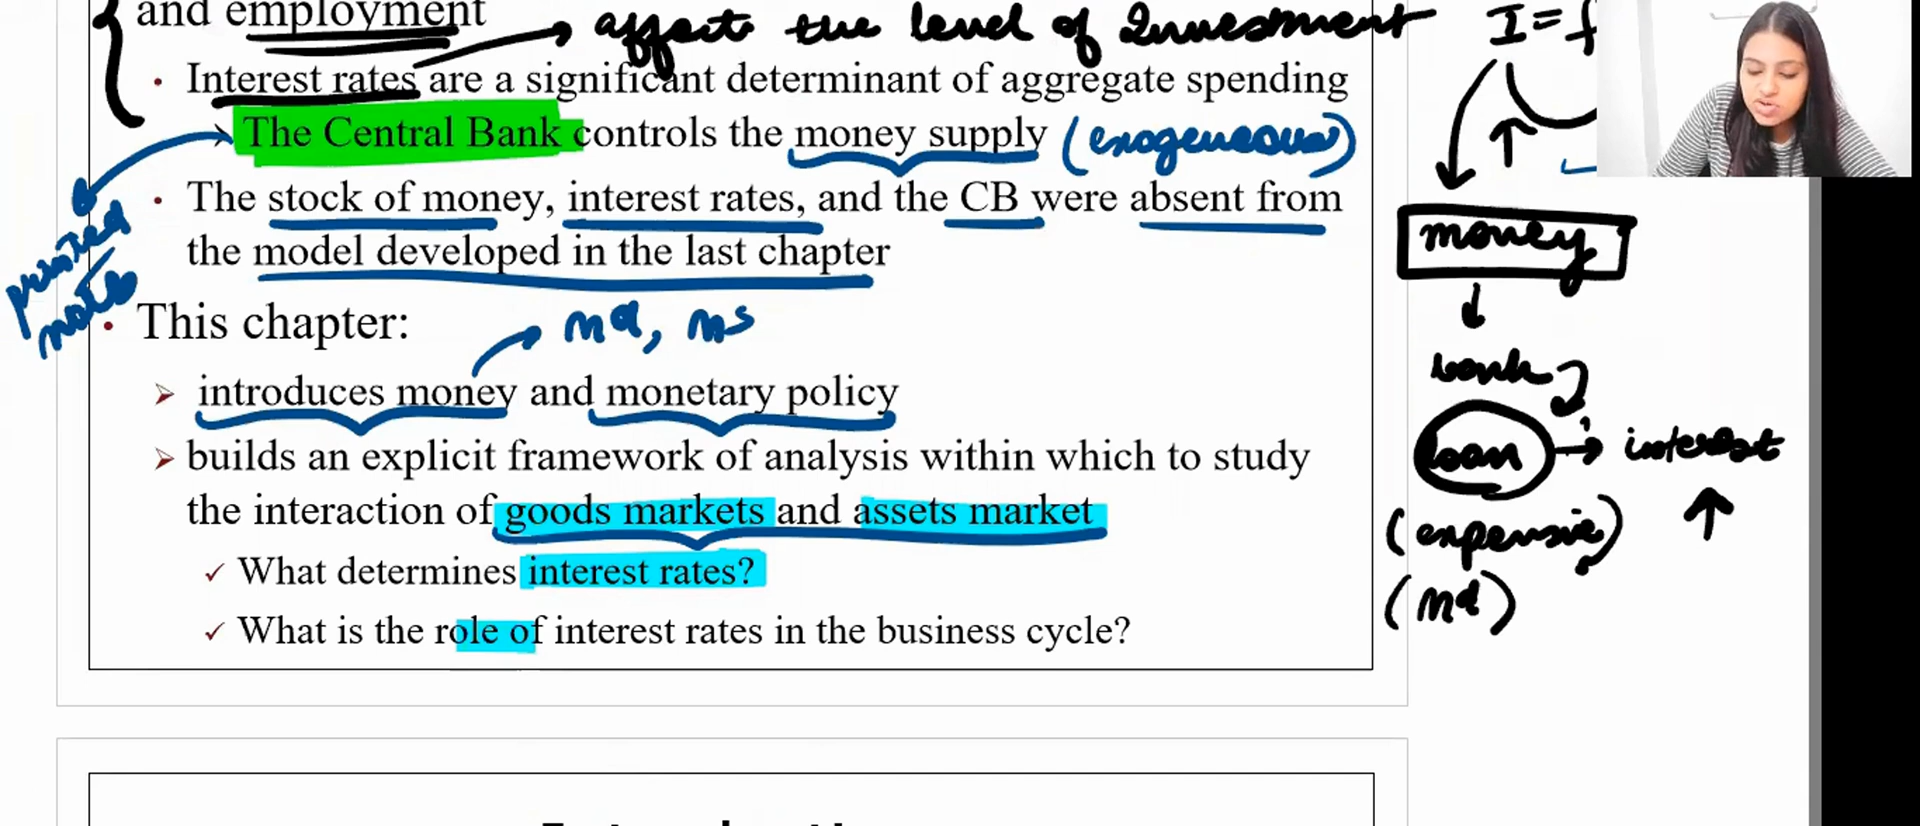 and employment → affects the level of Investment I = f
• Interest rates are a significant determinant of aggregate spending
The Central Bank controls the money supply (exogeneous)
• The stock of money, interest rates, and the CB were absent from
the model developed in the last chapter
printed
notes
money
• This chapter: md, ms
bank
➢ introduces money and monetary policy
➢ builds an explicit framework of analysis within which to study
loan → interest ↑
the interaction of goods markets and assets market
(expensive)
✓ What determines interest rates?
(md)
✓ What is the role of interest rates in the business cycle?